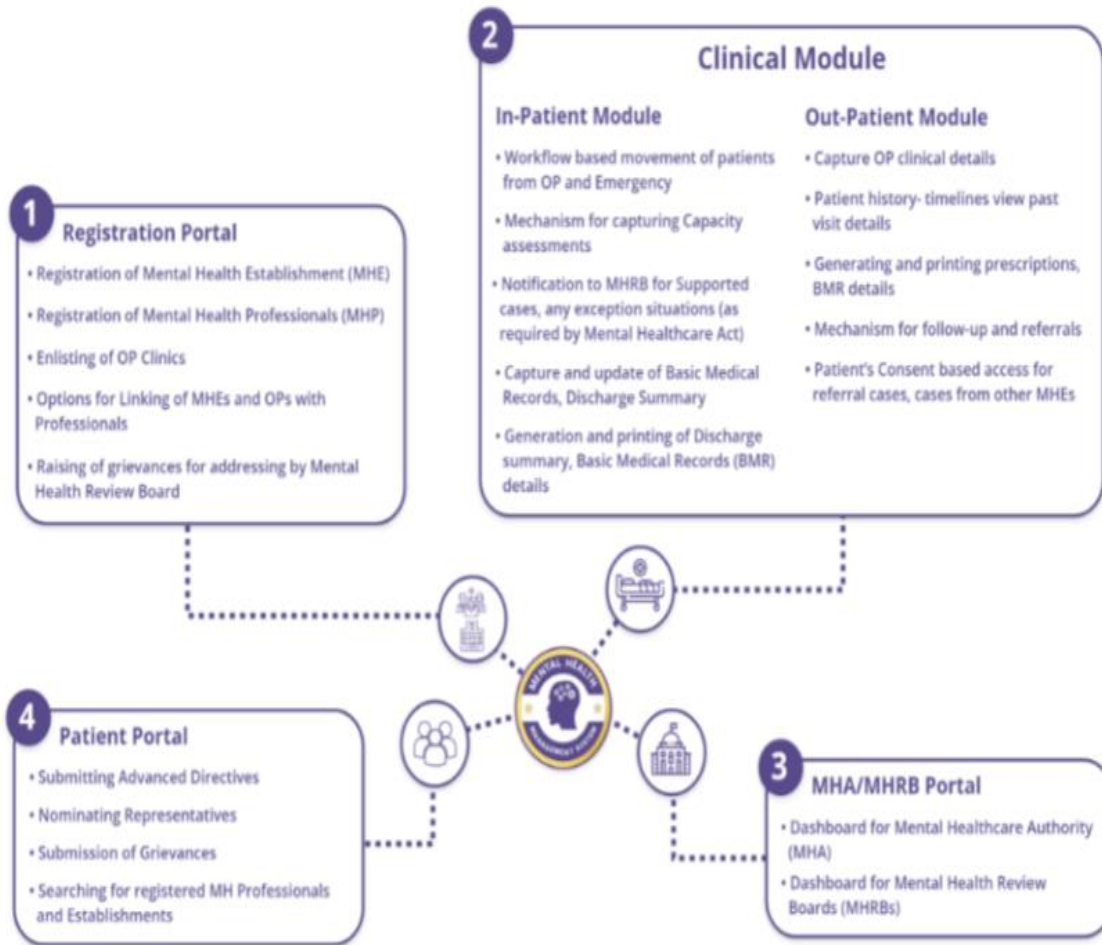 1
Registration Portal
• Registration of Mental Health Establishment (MHE)
• Registration of Mental Health Professionals (MHP)
• Enlisting of OP Clinics
• Options for Linking of MHEs and OPs with
Professionals
• Raising of grievances for addressing by Mental
Health Review Board
2
Clinical Module
In-Patient Module
• Workflow based movement of patients
from OP and Emergency
• Mechanism for capturing Capacity
assessments
• Notification to MHRB for Supported
cases, any exception situations (as
required by Mental Healthcare Act)
• Capture and update of Basic Medical
Records, Discharge Summary
• Generation and printing of Discharge
summary, Basic Medical Records (BMR)
details
Out-Patient Module
• Capture OP clinical details
• Patient history- timelines view past
visit details
• Generating and printing prescriptions,
BMR details
• Mechanism for follow-up and referrals
• Patient's Consent based access for
referral cases, cases from other MHEs
MENTAL HEALTH
MANAGEMENT SYSTEM
3
MHA/MHRB Portal
• Dashboard for Mental Healthcare Authority
(MHA)
• Dashboard for Mental Health Review
Boards (MHRBs)
4
Patient Portal
• Submitting Advanced Directives
• Nominating Representatives
• Submission of Grievances
• Searching for registered MH Professionals
and Establishments